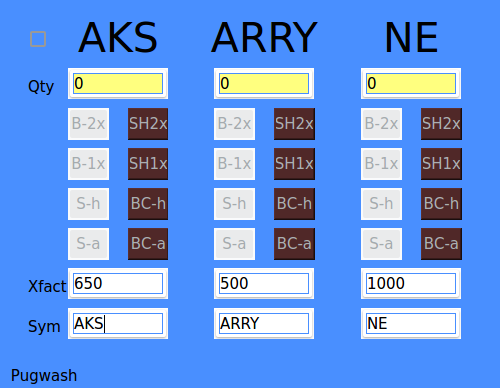 AKS ARRY NE
Qty 0 0 0
B-2x SH2x B-2x SH2x B-2x SH2x
B-1x SH1x B-1x SH1x B-1x SH1x
S-h BC-h S-h BC-h S-h BC-h
S-a BC-a S-a BC-a S-a BC-a
Xfact 650 500 1000
Sym AKS ARRY NE
Pugwash